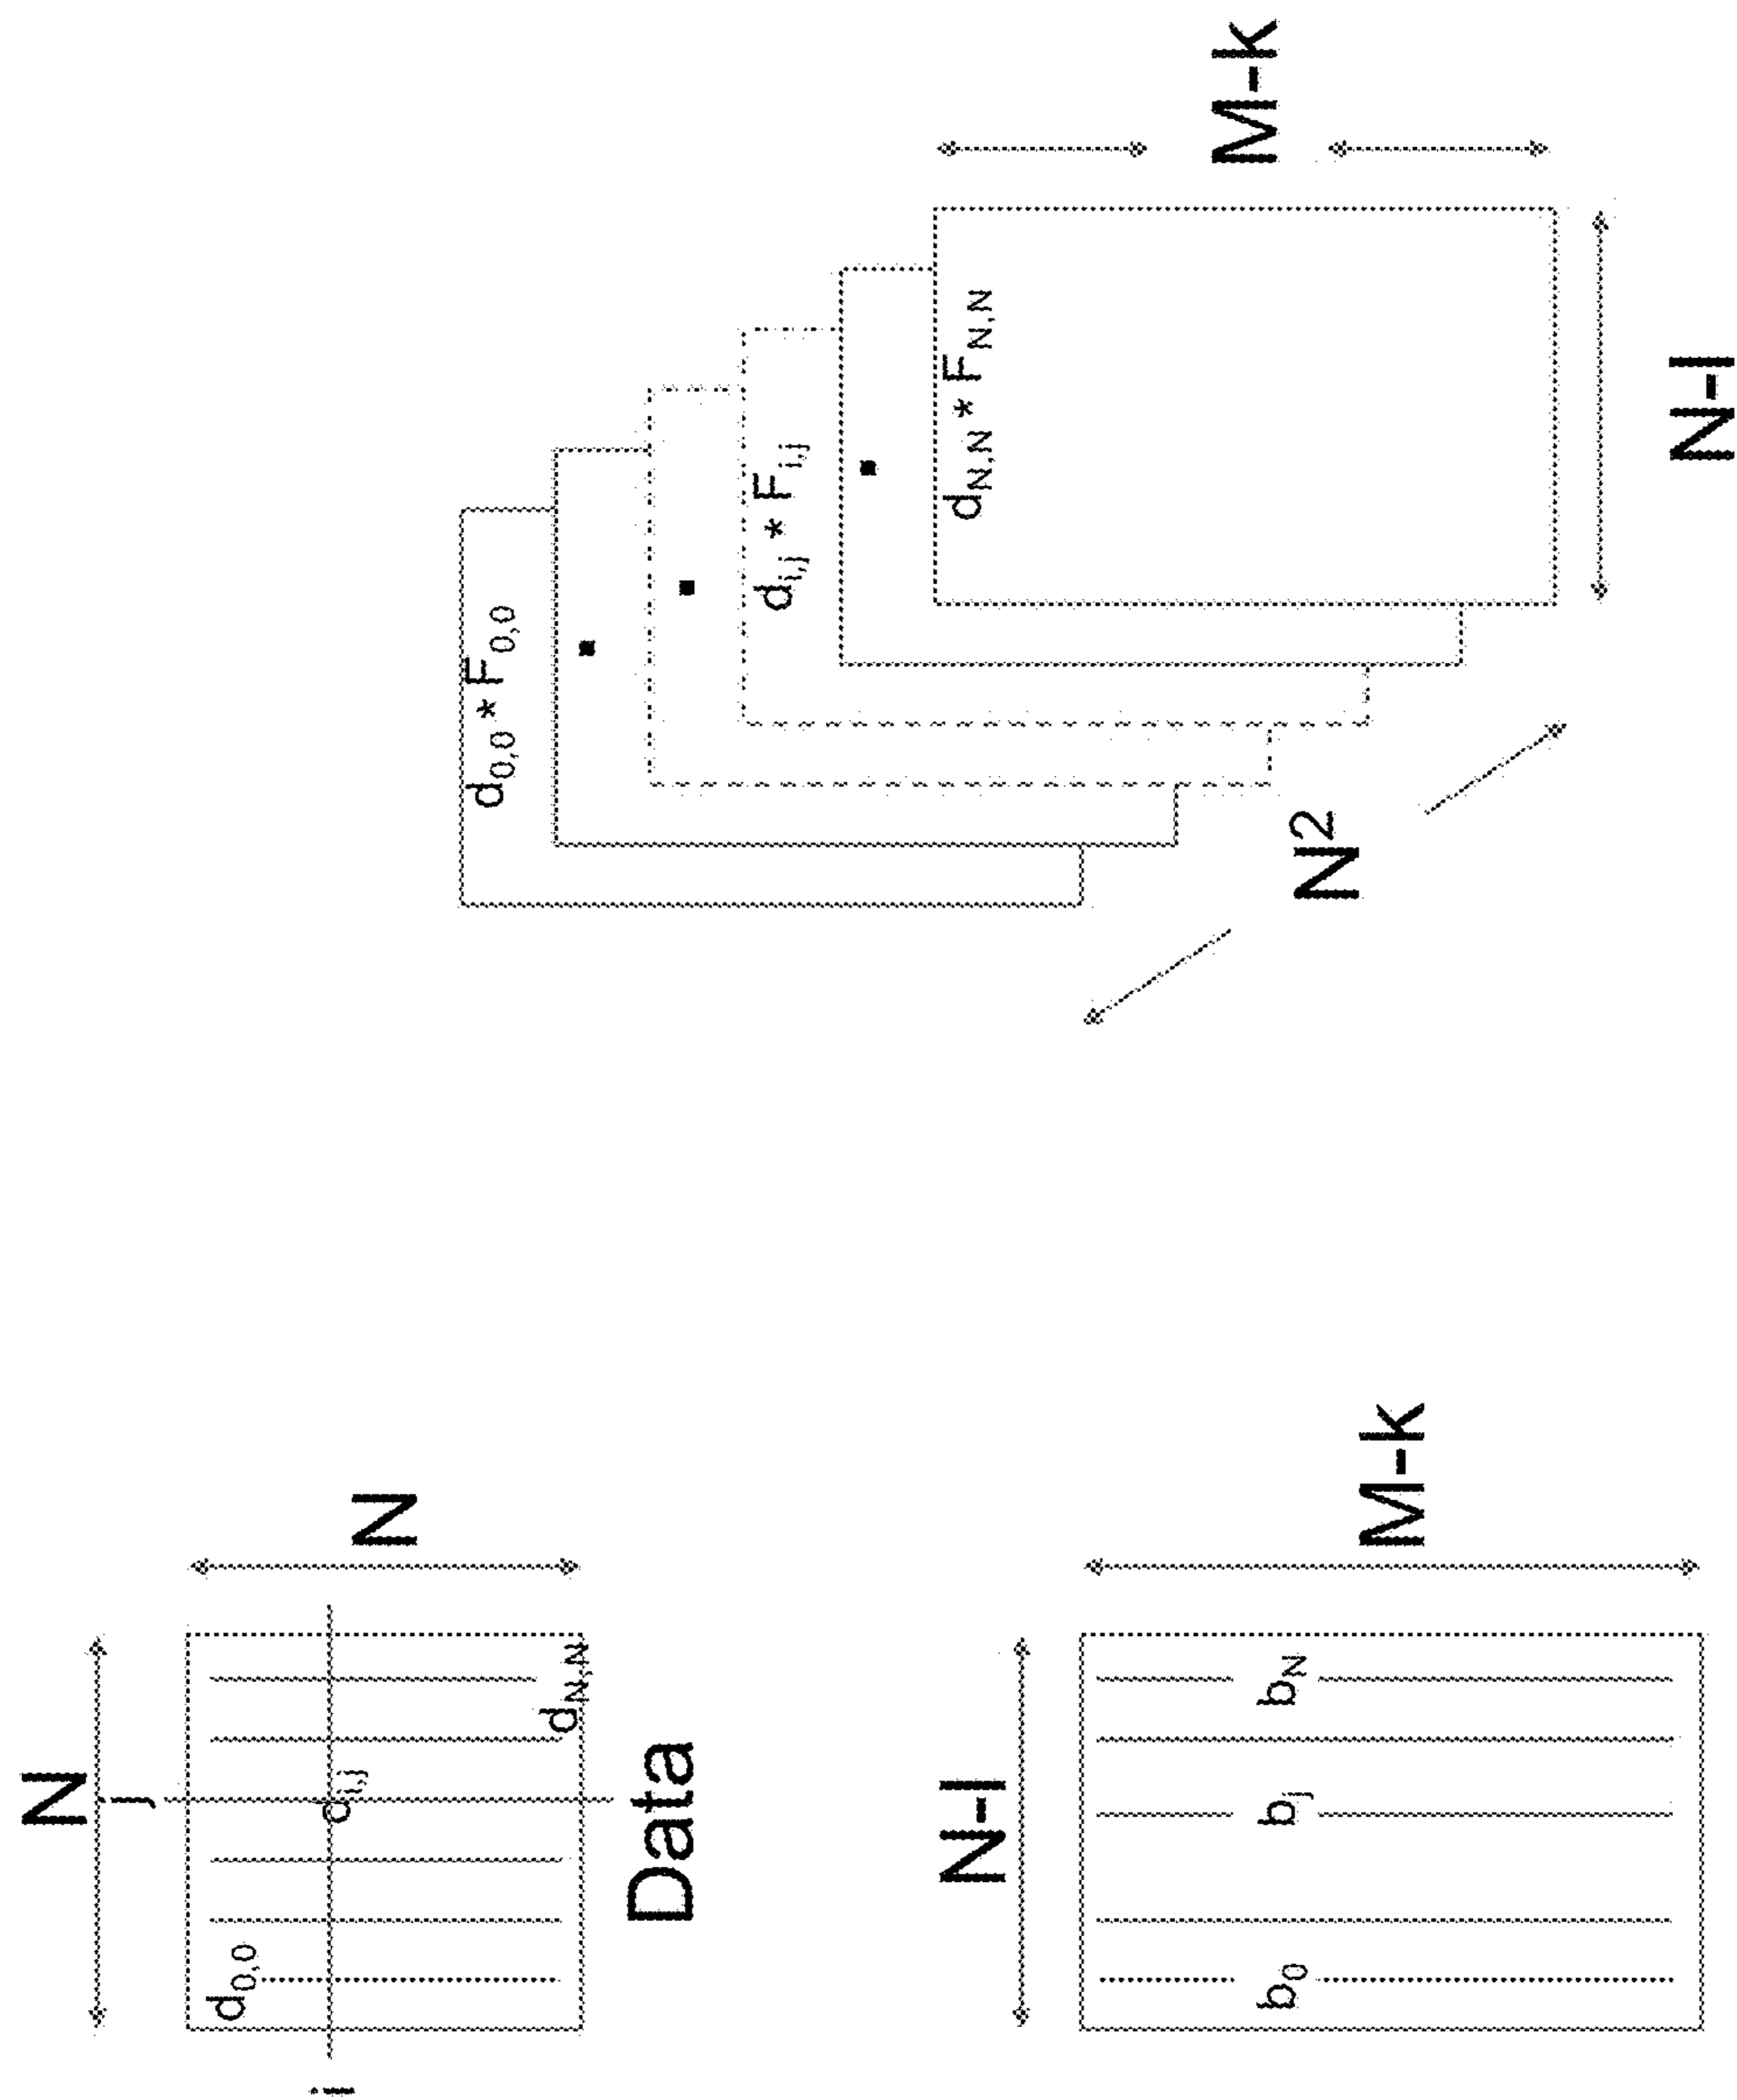 N
j
i
d0,0
di,j
dN,N
N
Data
N-l
b0 bj bN
M-k
d0,0 * F0,0
di,j * Fi,j
dN,N * FN,N
M-k
N2
N-l